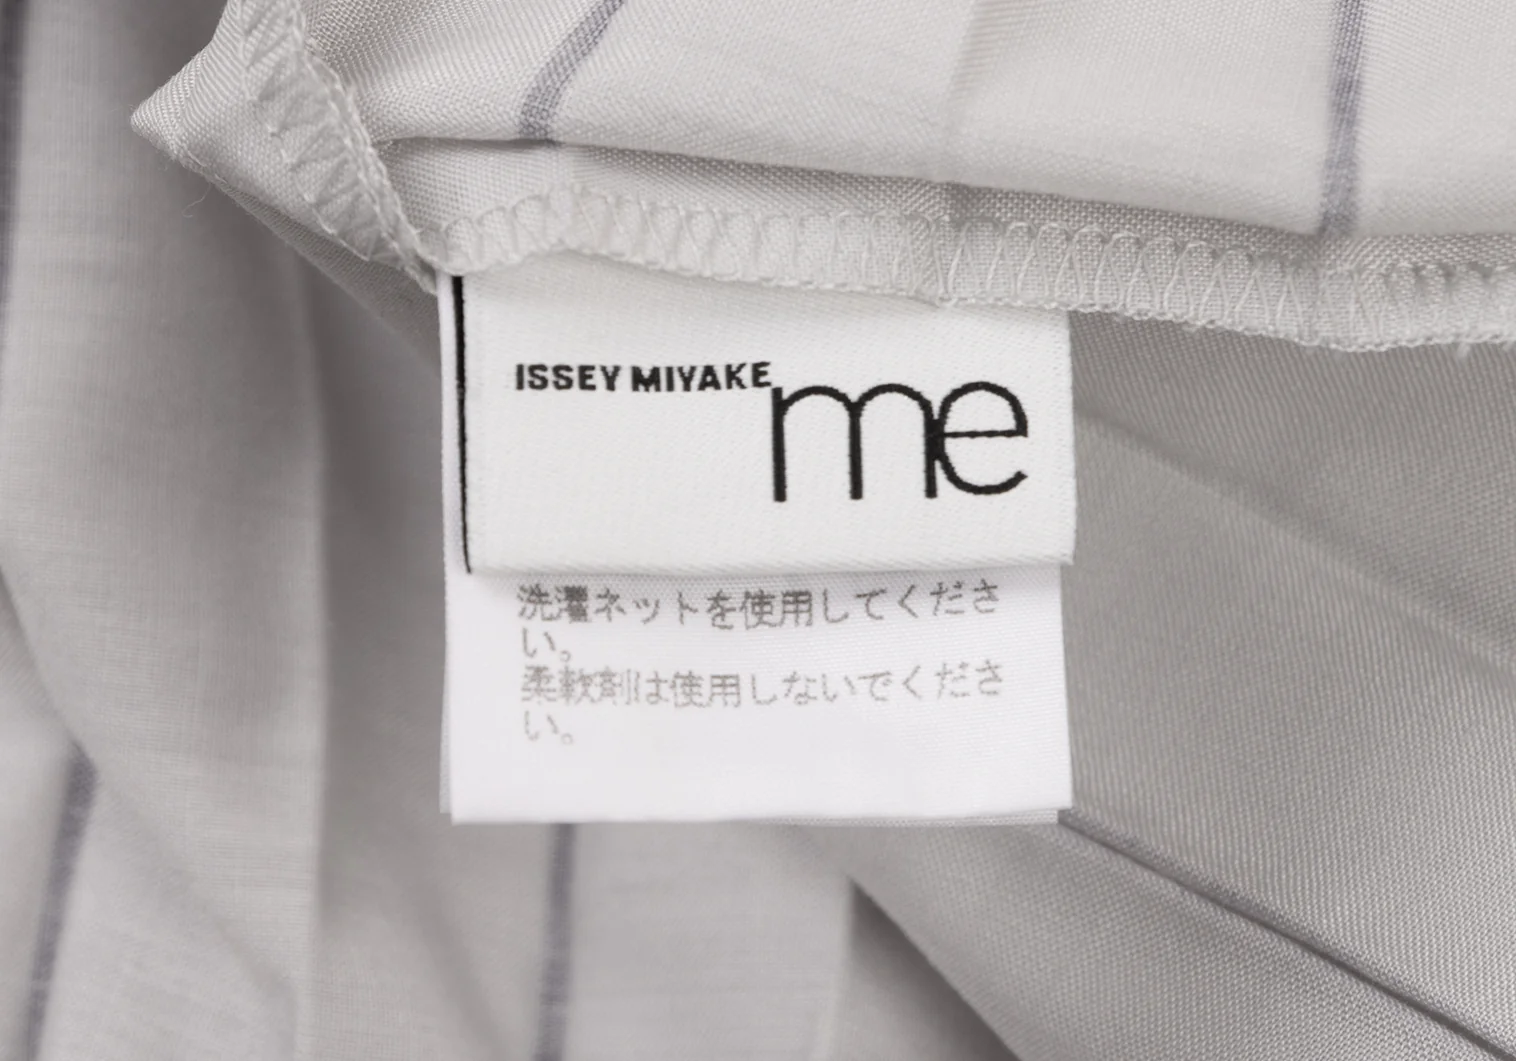 ISSEY MIYAKE
me
洗濯ネットを使用してくださ
い。
柔軟剤は使用しないでくださ
い。